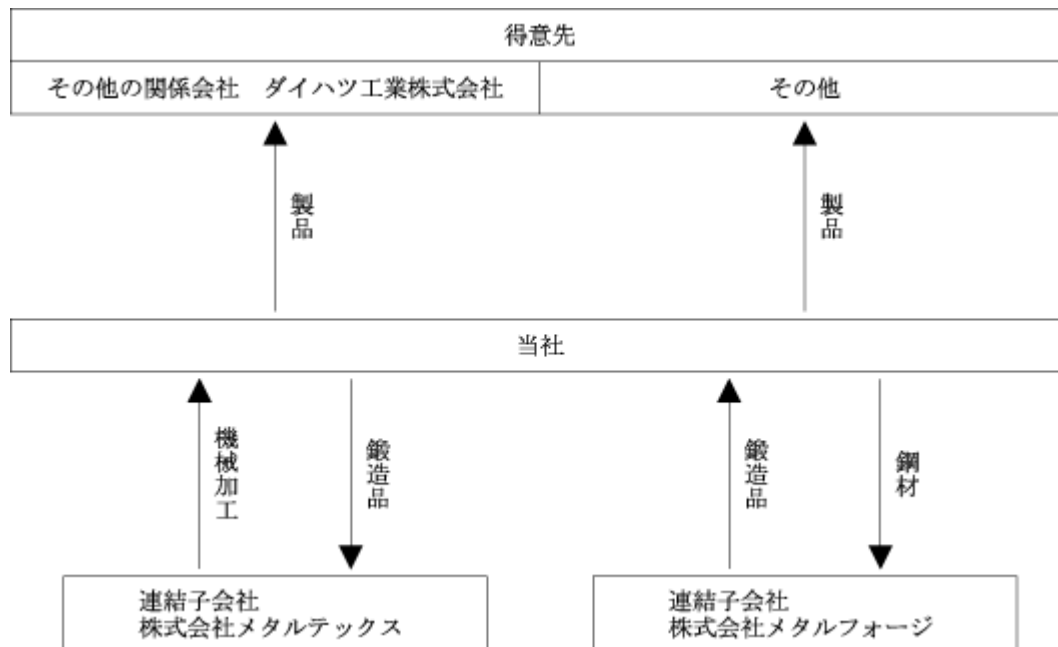 得意先
その他の関係会社　ダイハツ工業株式会社
その他
製品
製品
当社
機械加工
鍛造品
鍛造品
鋼材
連結子会社
株式会社メタルテックス
連結子会社
株式会社メタルフォージ